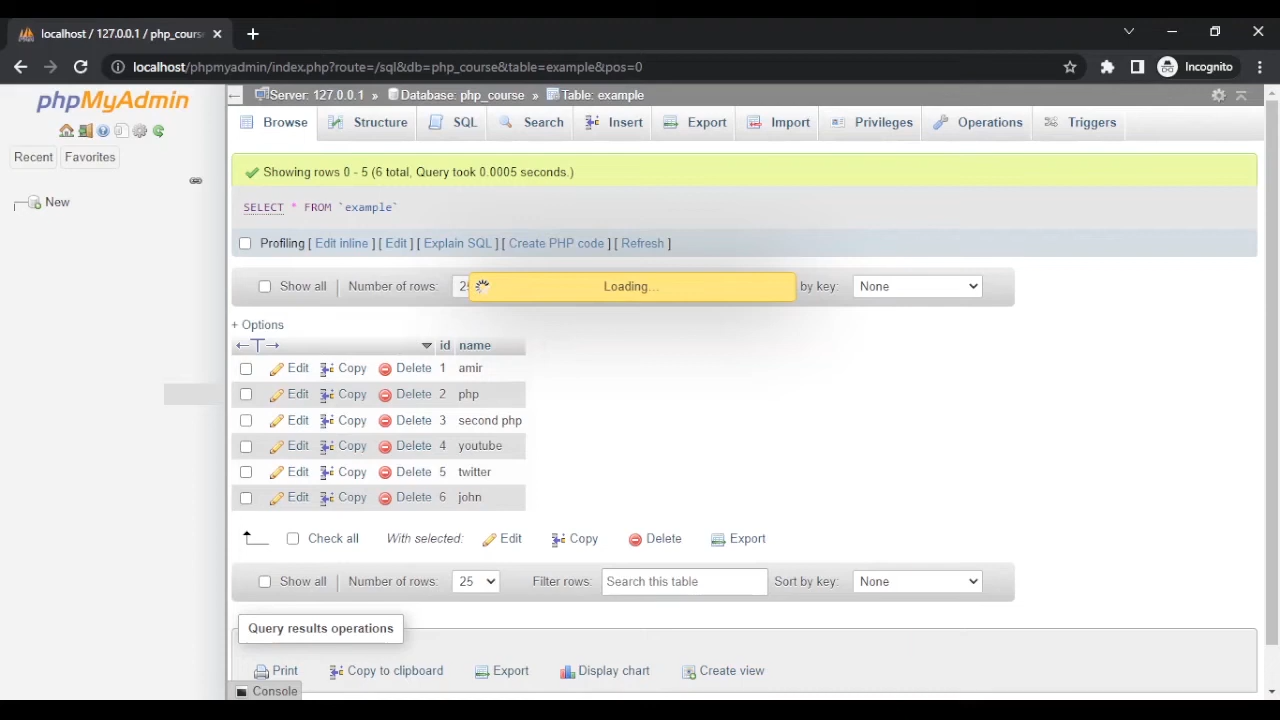 localhost / 127.0.0.1 / php_cours
localhost/phpmyadmin/index.php?route=/sql&db=php_course&table=example&pos=0
Incognito
phpMyAdmin
Recent Favorites
New
Server: 127.0.0.1 » Database: php_course » Table: example
Browse Structure SQL Search Insert Export Import Privileges Operations Triggers
Showing rows 0 - 5 (6 total, Query took 0.0005 seconds.)
SELECT * FROM `example`
Profiling [ Edit inline ] [ Edit ] [ Explain SQL ] [ Create PHP code ] [ Refresh ]
Show all | Number of rows: 25 Loading… by key: None
+ Options
←T→ id name
Edit Copy Delete 1 amir
Edit Copy Delete 2 php
Edit Copy Delete 3 second php
Edit Copy Delete 4 youtube
Edit Copy Delete 5 twitter
Edit Copy Delete 6 john
Check all With selected: Edit Copy Delete Export
Show all | Number of rows: 25 Filter rows: Search this table Sort by key: None
Query results operations
Print Copy to clipboard Export Display chart Create view
Console